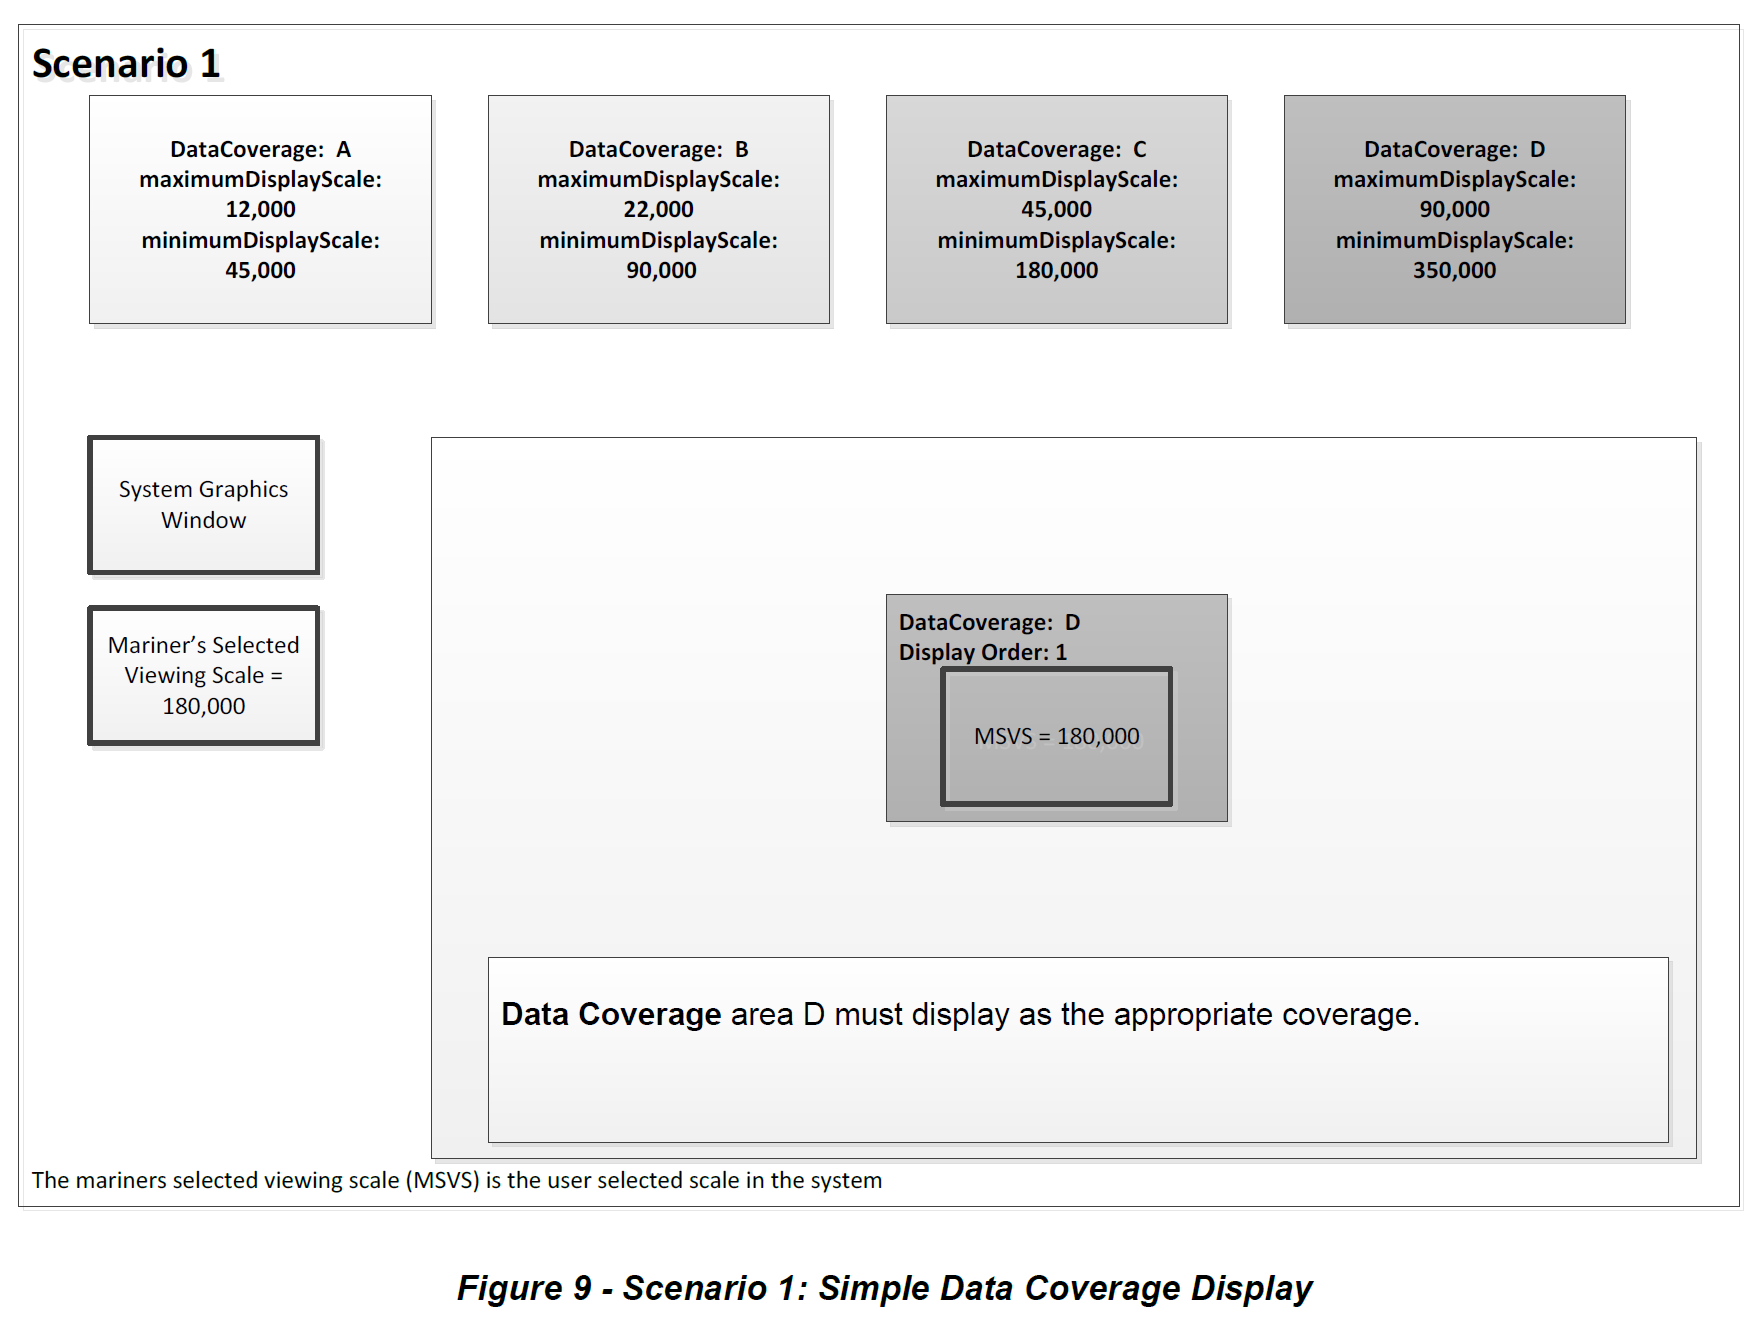 Scenario 1
DataCoverage: A
maximumDisplayScale:
12,000
minimumDisplayScale:
45,000
DataCoverage: B
maximumDisplayScale:
22,000
minimumDisplayScale:
90,000
DataCoverage: C
maximumDisplayScale:
45,000
minimumDisplayScale:
180,000
DataCoverage: D
maximumDisplayScale:
90,000
minimumDisplayScale:
350,000
System Graphics
Window
Mariner’s Selected
Viewing Scale =
180,000
DataCoverage: D
Display Order: 1
MSVS = 180,000
Data Coverage area D must display as the appropriate coverage.
The mariners selected viewing scale (MSVS) is the user selected scale in the system
Figure 9 - Scenario 1: Simple Data Coverage Display